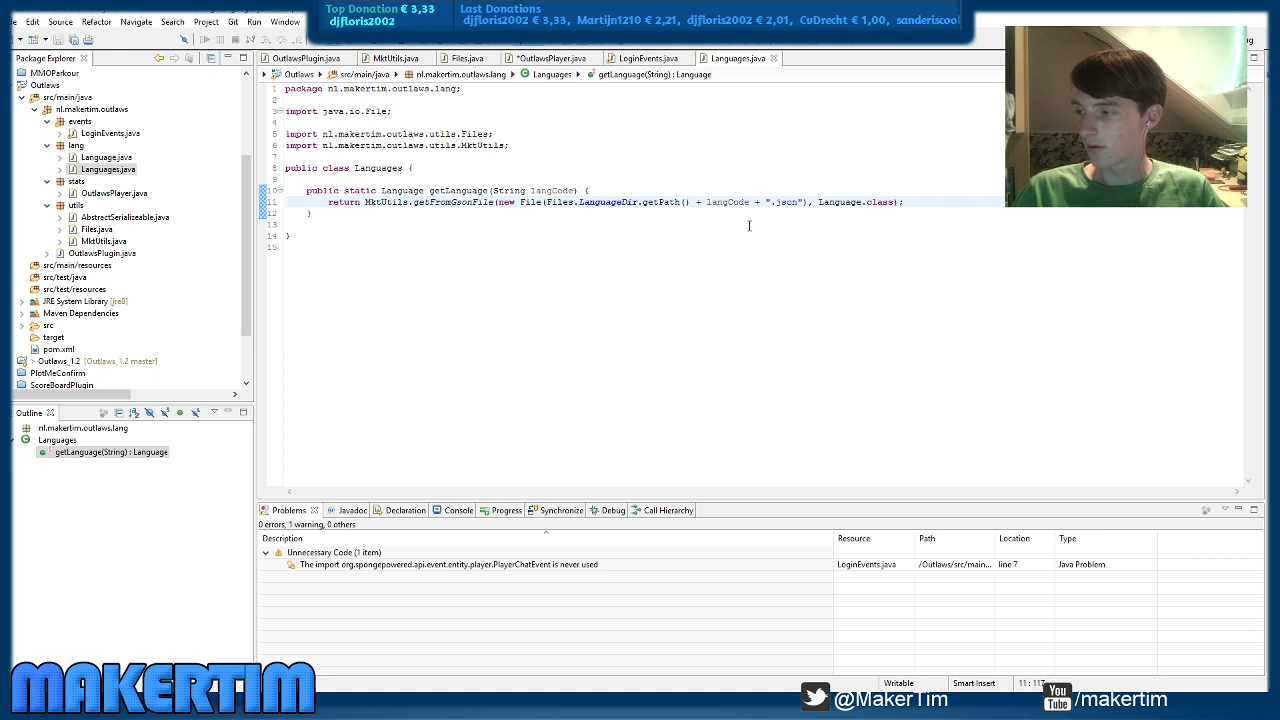 Top Donation € 3,33
djfloris2002
Last Donations
djfloris2002 € 3,33, Martijn1210 € 2,21, djfloris2002 € 2,01, CuDrecht € 1,00, sanderiscool
Edit Source Refactor Navigate Search Project Git Run Window
Package Explorer
MMOParkour
Outlaws
src/main/java
nl.makertim.outlaws
events
LoginEvents.java
lang
Language.java
Languages.java
stats
OutlawsPlayer.java
utils
AbstractSerializeable.java
Files.java
MktUtils.java
OutlawsPlugin.java
src/main/resources
src/test/java
src/test/resources
JRE System Library [jre8]
Maven Dependencies
src
target
pom.xml
> Outlaws_1.2 [Outlaws_1.2 master]
PlotMeConfirm
ScoreBoardPlugin
OutlawsPlugin.java MktUtils.java Files.java *OutlawsPlayer.java LoginEvents.java Languages.java
Outlaws src/main/java nl.makertim.outlaws.lang Languages getLanguage(String) : Language
1 package nl.makertim.outlaws.lang;
2
3 import java.io.File;
4
5 import nl.makertim.outlaws.utils.Files;
6 import nl.makertim.outlaws.utils.MktUtils;
7
8 public class Languages {
9
10 public static Language getLanguage(String langCode) {
11 return MktUtils.getFromGsonFile(new File(Files.LanguageDir.getPath() + langCode + ".json"), Language.class);
12 }
13
14 }
15
Outline
nl.makertim.outlaws.lang
Languages
getLanguage(String) : Language
Problems Javadoc Declaration Console Progress Synchronize Debug Call Hierarchy
0 errors, 1 warning, 0 others
Description Resource Path Location Type
Unnecessary Code (1 item)
The import org.spongepowered.api.event.entity.player.PlayerChatEvent is never used LoginEvents.java /Outlaws/src/main... line 7 Java Problem
Writable Smart Insert 11 : 117
MAKERTIM
@MakerTim
You Tube /makertim